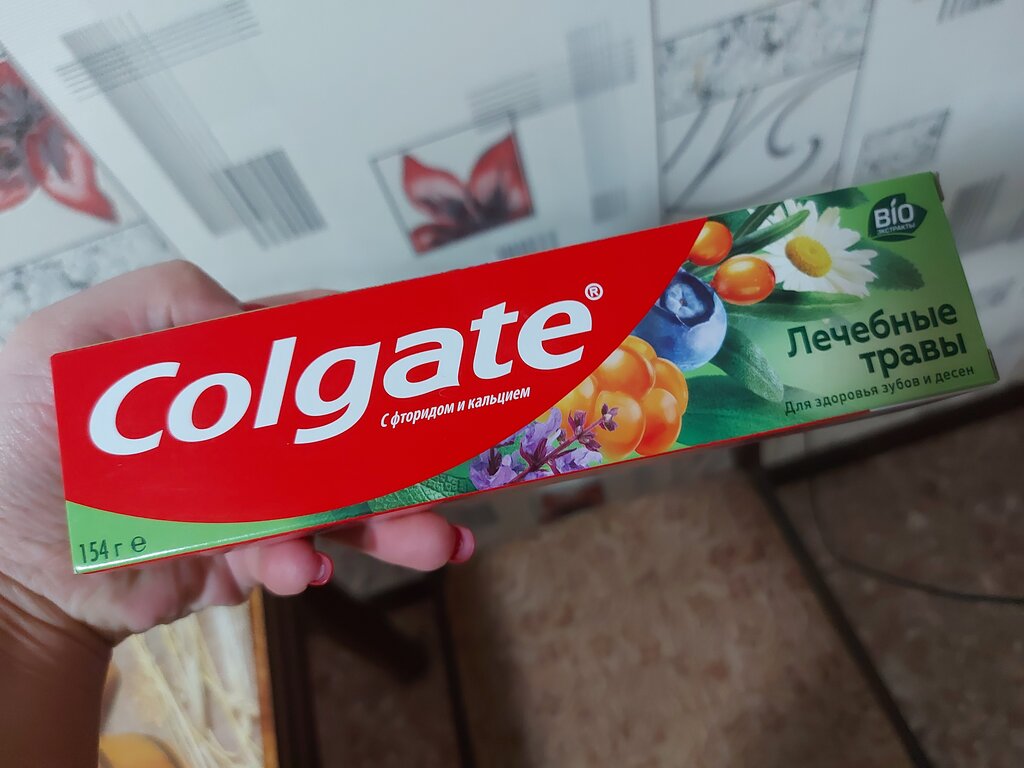 Colgate®
С фторидом и кальцием
BIO
ЭКСТРАКТЫ
Лечебные
травы
Для здоровья зубов и десен
154 г ℮